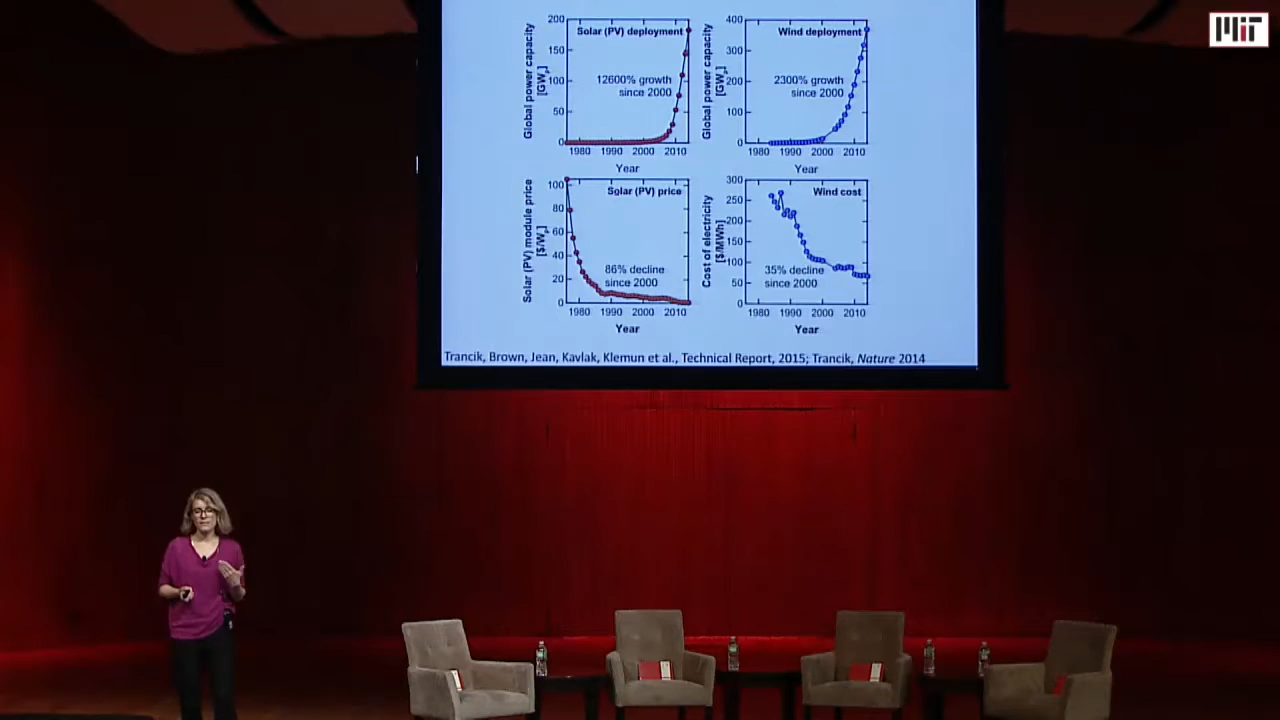 MIT
Solar (PV) deployment
Global power capacity
[GWp]
200
150
100
50
0
12600% growth
since 2000
1980 1990 2000 2010
Year
Wind deployment
Global power capacity
[GWp]
400
300
200
100
0
2300% growth
since 2000
1980 1990 2000 2010
Year
Solar (PV) price
Solar (PV) module price
[$/Wp]
100
80
60
40
20
0
86% decline
since 2000
1980 1990 2000 2010
Year
Wind cost
Cost of electricity
[$/MWh]
300
250
200
150
100
50
0
35% decline
since 2000
1980 1990 2000 2010
Year
Trancik, Brown, Jean, Kavlak, Klemun et al., Technical Report, 2015; Trancik, Nature 2014